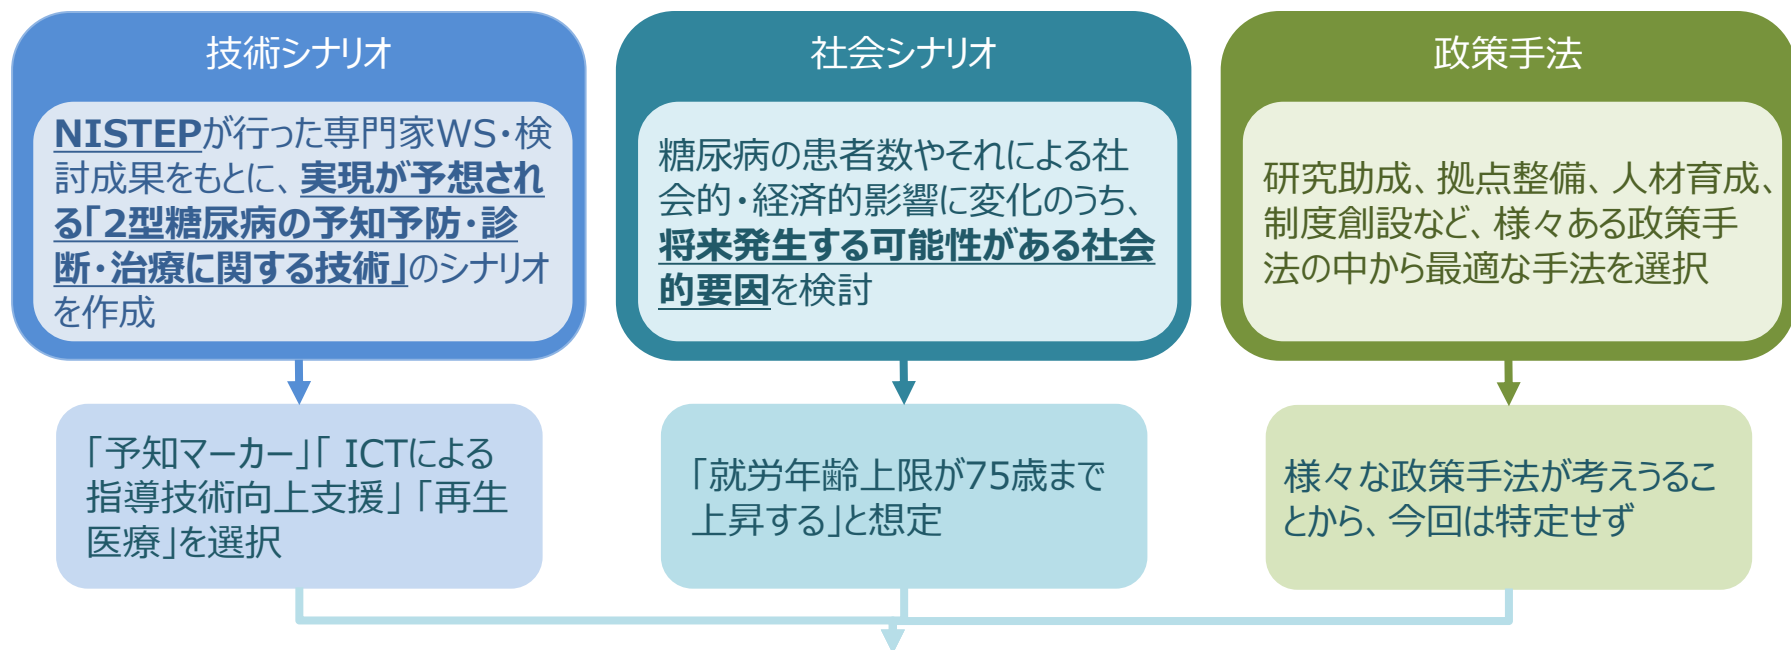 技術シナリオ
NISTEPが行った専門家WS・検
討成果をもとに、実現が予想され
る「2型糖尿病の予知予防・診
断・治療に関する技術」のシナリオ
を作成
「予知マーカー」「 ICTによる
指導技術向上支援」「再生
医療」を選択
社会シナリオ
糖尿病の患者数やそれによる社
会的・経済的影響に変化のうち、
将来発生する可能性がある社会
的要因を検討
「就労年齢上限が75歳まで
上昇する」と想定
政策手法
研究助成、拠点整備、人材育成、
制度創設など、様々ある政策手
法の中から最適な手法を選択
様々な政策手法が考えうるこ
とから、今回は特定せず